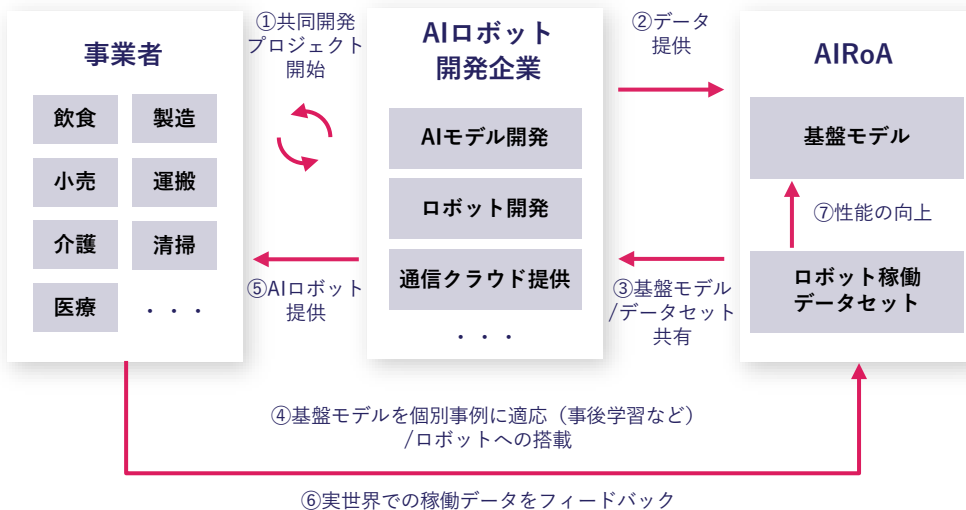 事業者
飲食
製造
小売
運搬
介護
清掃
医療
・・・
①共同開発
プロジェクト
開始
⑤AIロボット
提供
AIロボット
開発企業
AIモデル開発
ロボット開発
通信クラウド提供
・・・
②データ
提供
③基盤モデル
/データセット
共有
AIRoA
基盤モデル
⑦性能の向上
ロボット稼働
データセット
④基盤モデルを個別事例に適応（事後学習など）
/ロボットへの搭載
⑥実世界での稼働データをフィードバック